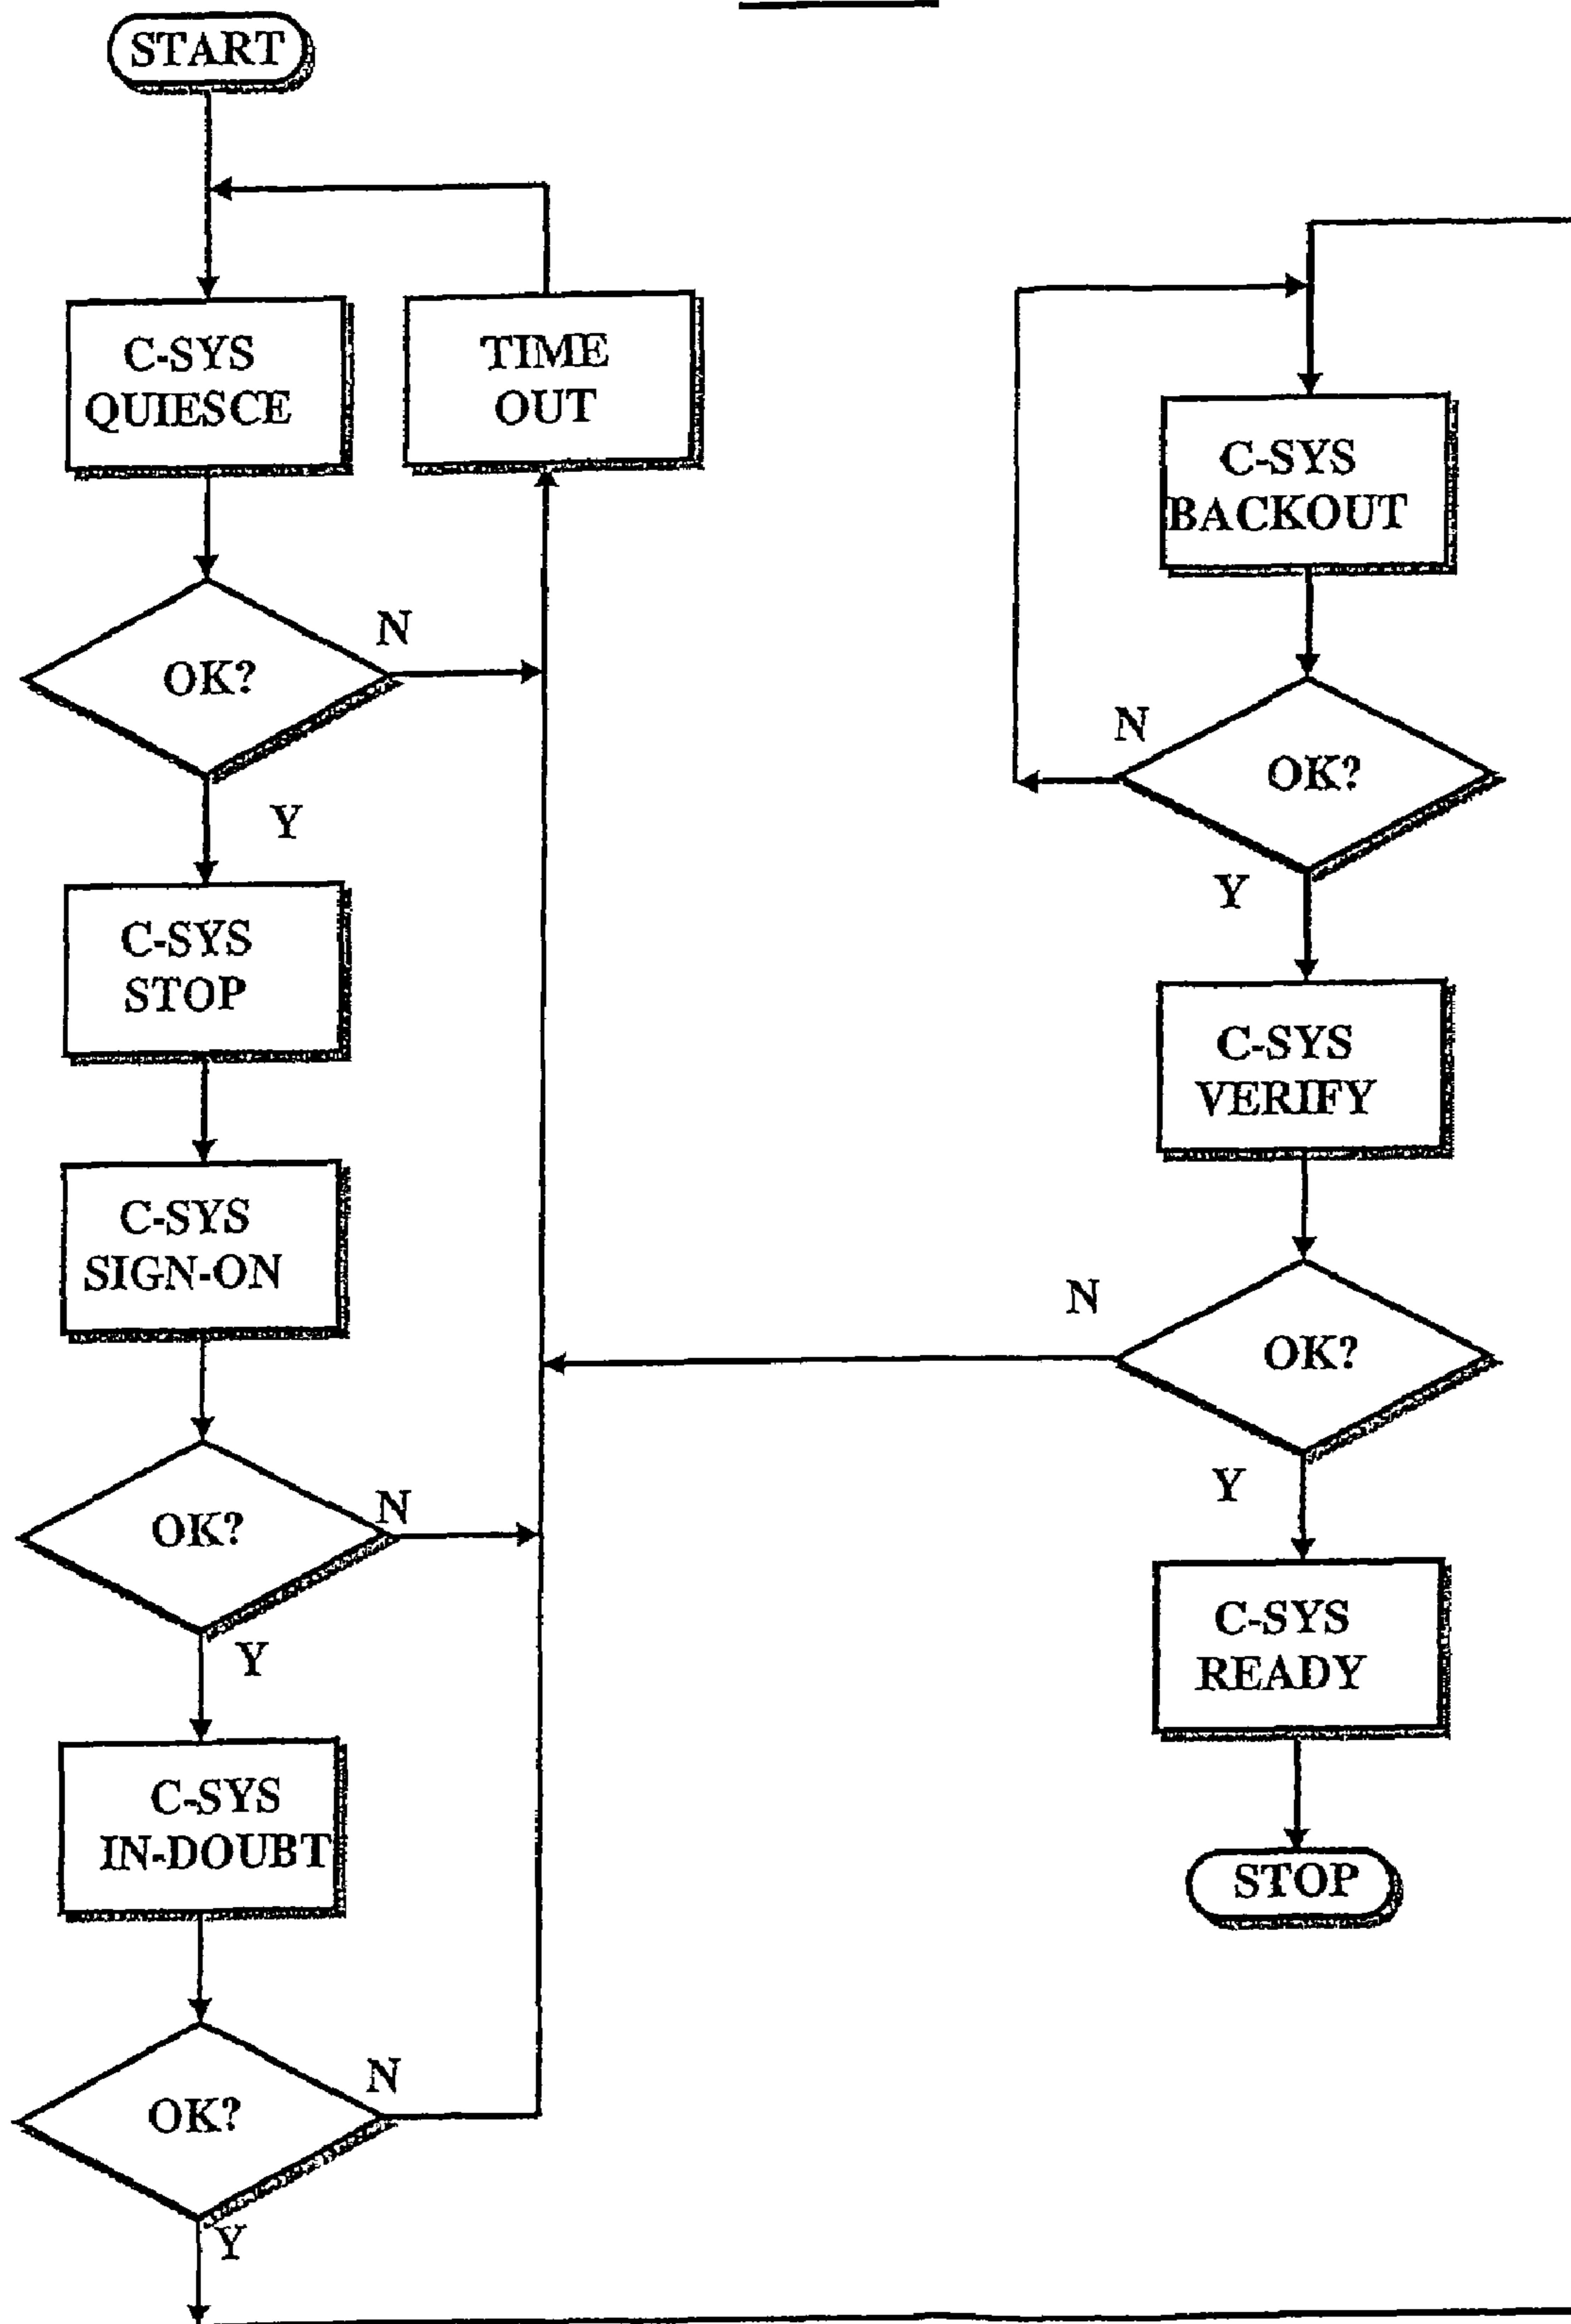 START
C-SYS
QUIESCE
TIME
OUT
OK?
N
Y
C-SYS
STOP
C-SYS
SIGN-ON
OK?
N
Y
C-SYS
IN-DOUBT
OK?
N
Y
C-SYS
BACKOUT
OK?
N
Y
C-SYS
VERIFY
OK?
N
Y
C-SYS
READY
STOP